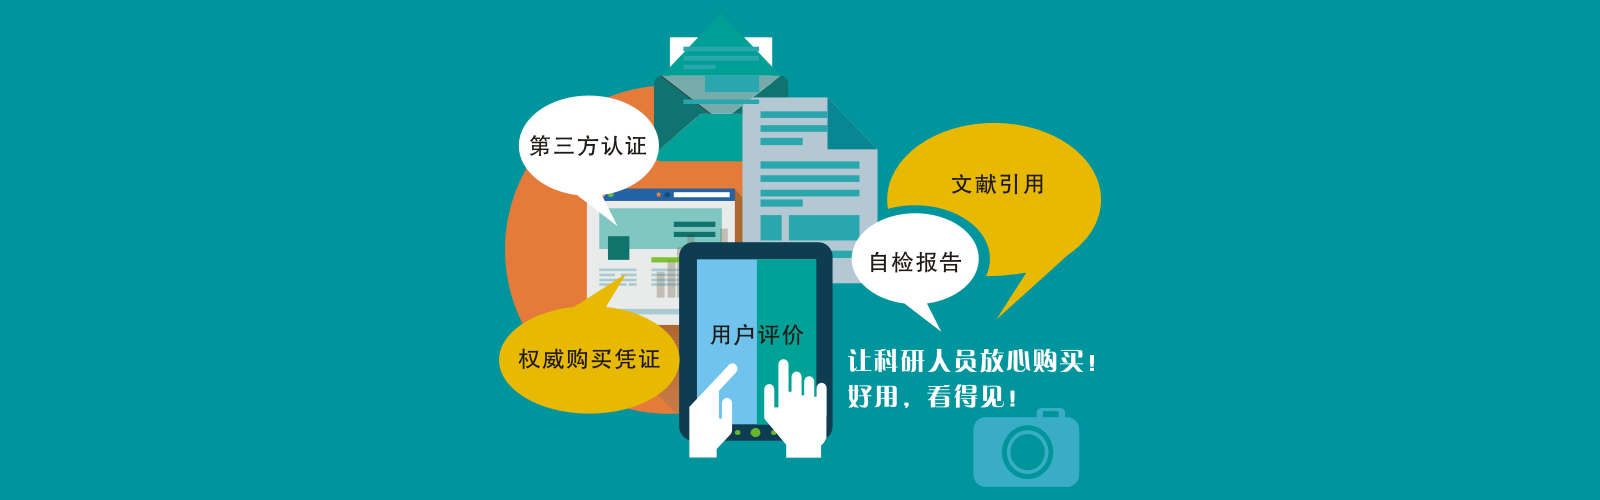 第三方认证
文献引用
自检报告
用户评价
权威购买凭证
让科研人员放心购买！
好用，看得见！